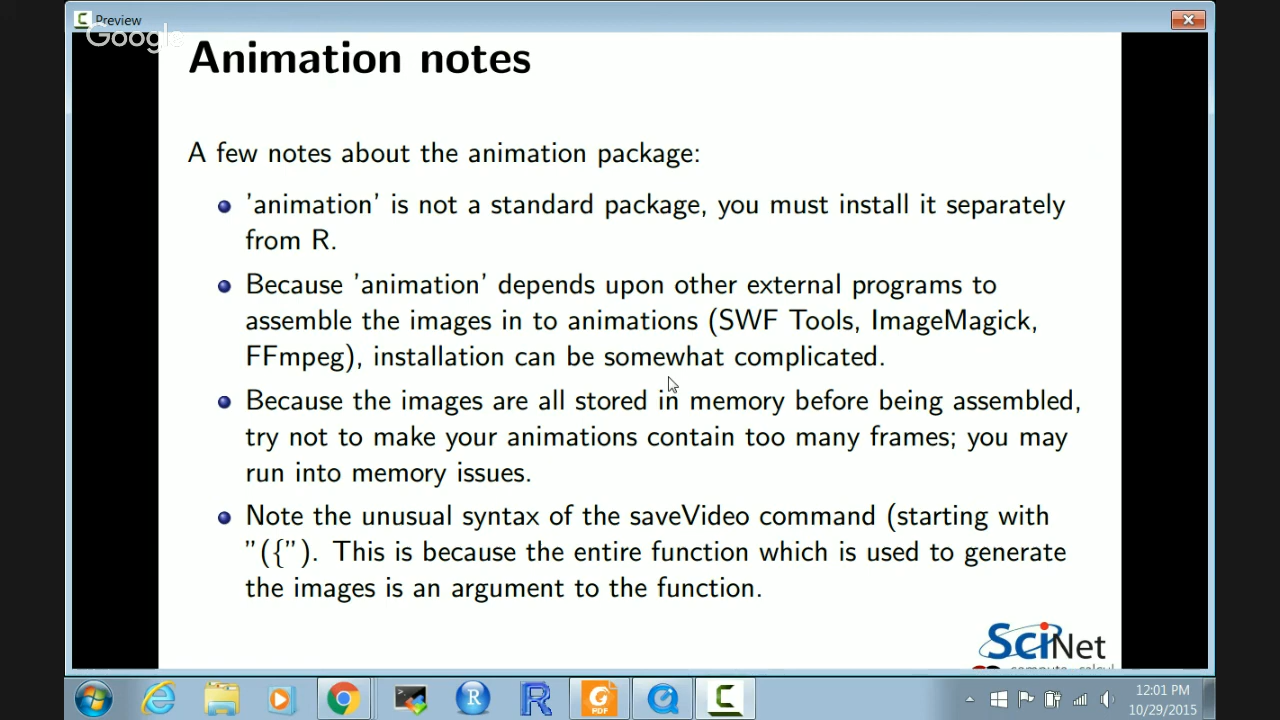 Preview
Google
Animation notes
A few notes about the animation package:
'animation' is not a standard package, you must install it separately
from R.
Because 'animation' depends upon other external programs to
assemble the images in to animations (SWF Tools, ImageMagick,
FFmpeg), installation can be somewhat complicated.
Because the images are all stored in memory before being assembled,
try not to make your animations contain too many frames; you may
run into memory issues.
Note the unusual syntax of the saveVideo command (starting with
"({"). This is because the entire function which is used to generate
the images is an argument to the function.
SciNet
12:01 PM
10/29/2015
PDF